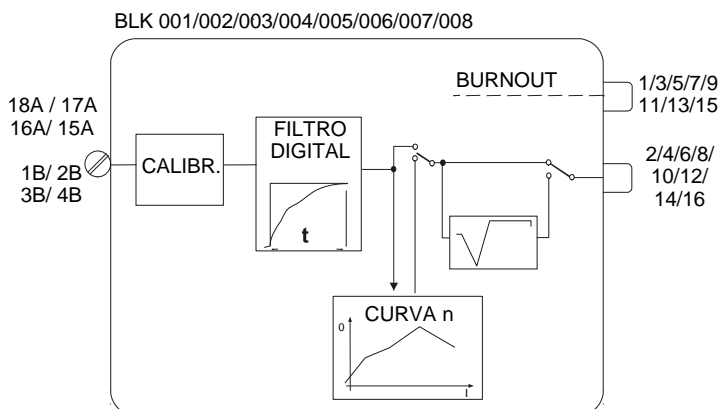 BLK 001/002/003/004/005/006/007/008
BURNOUT
1/3/5/7/9
11/13/15
18A / 17A
16A/ 15A
1B/ 2B
3B/ 4B
CALIBR.
FILTRO
DIGITAL
t
2/4/6/8/
10/12/
14/16
CURVA n
0
I